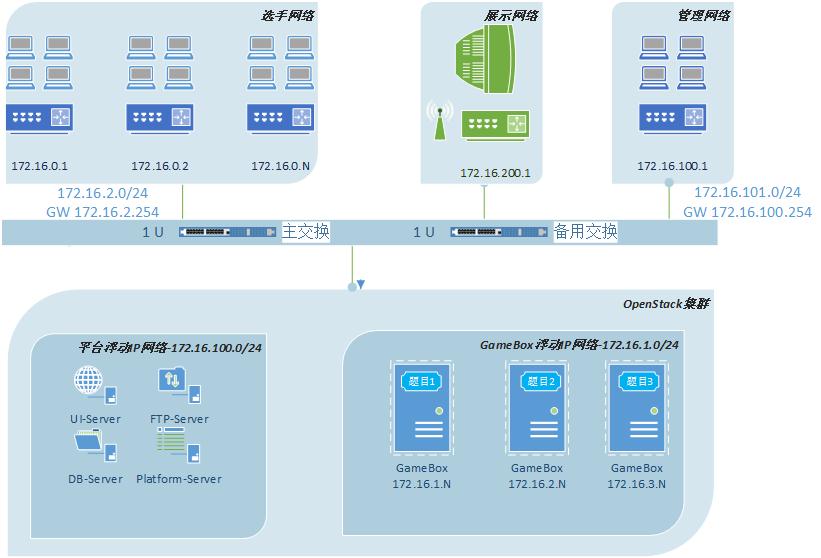 选手网络
展示网络
管理网络
172.16.0.1
172.16.0.2
172.16.0.N
172.16.200.1
172.16.100.1
172.16.2.0/24
GW 172.16.2.254
172.16.101.0/24
GW 172.16.100.254
1 U
主交换
1 U
备用交换
OpenStack集群
平台浮动IP网络-172.16.100.0/24
GameBox浮动IP网络-172.16.1.0/24
UI-Server
FTP-Server
DB-Server
Platform-Server
题目1
题目2
题目3
GameBox
172.16.1.N
GameBox
172.16.2.N
GameBox
172.16.3.N